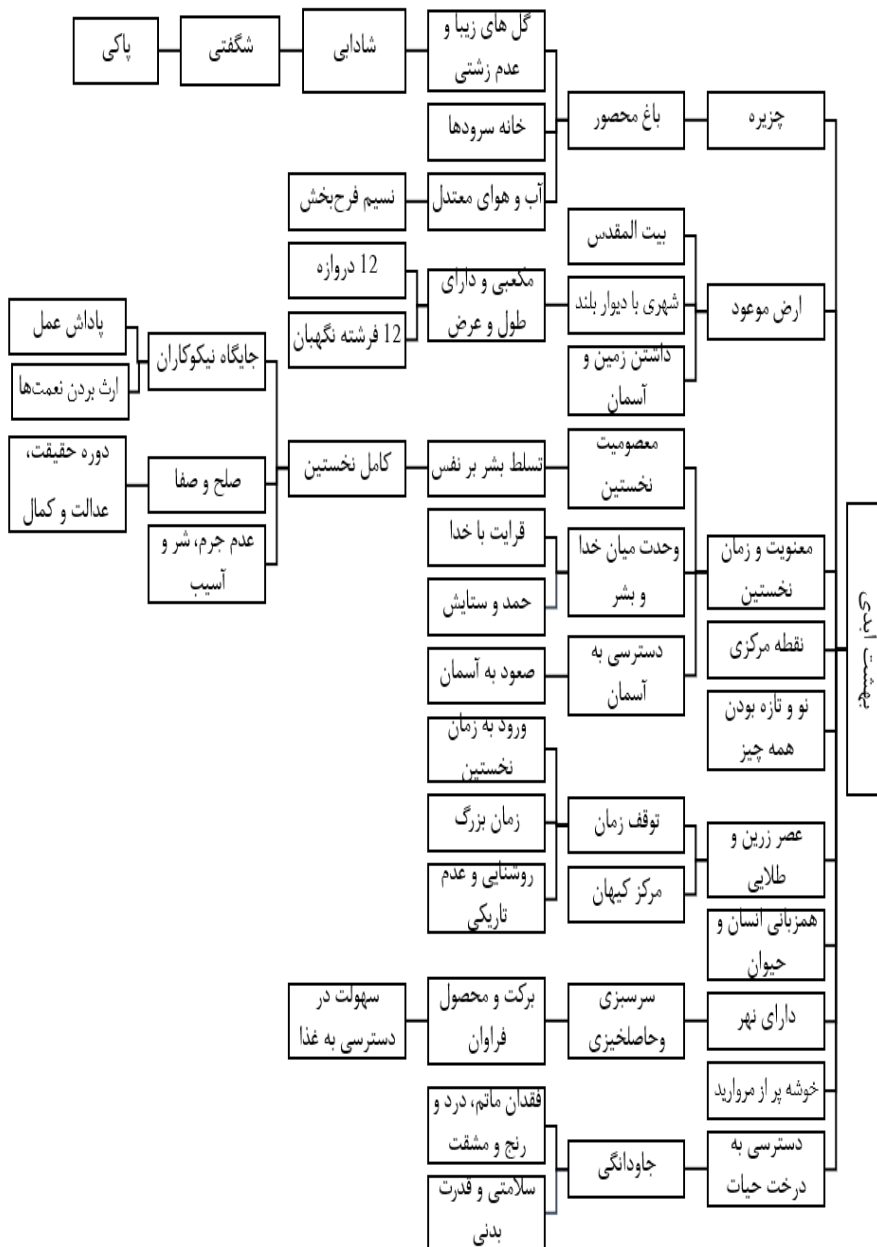 بهشت ابدی
چزیره
باغ محصور
گل های زیبا و
عدم زشتی
شادابی
شگفتی
پاکی
خانه سرودها
آب و هوای معتدل
نسیم فرح‌بخش
ارض موعود
بیت المقدس
شهری با دیوار بلند
مکعبی و دارای
طول و عرض
12 دروازه
12 فرشته نگهبان
داشتن زمین و
آسمان
معنویت و زمان
نخستین
معصومیت
نخستین
تسلط بشر بر نفس
کامل نخستین
جایگاه نیکوکاران
پاداش عمل
ارث بردن نعمت‌ها
صلح و صفا
دوره حقیقت،
عدالت و کمال
عدم جرم، شر و
آسیب
وحدت میان خدا
و بشر
قرایت با خدا
حمد و ستایش
دسترسی به
آسمان
صعود به آسمان
نقطه مرکزی
نو و تازه بودن
همه چیز
عصر زرین و
طلایی
توقف زمان
ورود به زمان
نخستین
زمان بزرگ
روشنایی و عدم
تاریکی
مرکز کیهان
همزبانی انسان و
حیوان
دارای نهر
سرسبزی
وحاصلخیزی
برکت و محصول
فراوان
سهولت در
دسترسی به غذا
خوشه پر از مروارید
دسترسی به
درخت حیات
جاودانگی
فقدان ماتم، درد و
رنج و مشقت
سلامتی و قدرت
بدنی